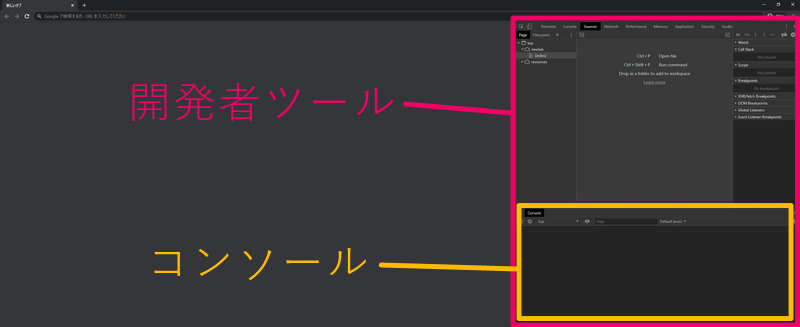 新しいタブ
Google で検索するか、URL を入力してください
Elements Console Sources Network Performance Memory Application Security Audits
Page Filesystem
top
newtab
(index)
resources
Ctrl + P Open file
Ctrl + Shift + P Run command
Drop in a folder to add to workspace
Learn more
Watch
Call Stack
Not paused
Scope
Not paused
Breakpoints
No breakpoints
XHR/fetch Breakpoints
DOM Breakpoints
Global Listeners
Event Listener Breakpoints
開発者ツール
Console
top Filter Default levels
コンソール